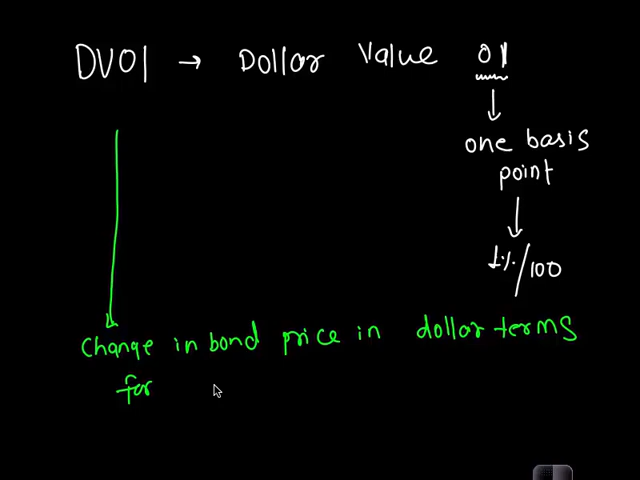 DV01 → Dollar Value 01
one basis
point
1%/100
Change in bond price in dollar terms
for